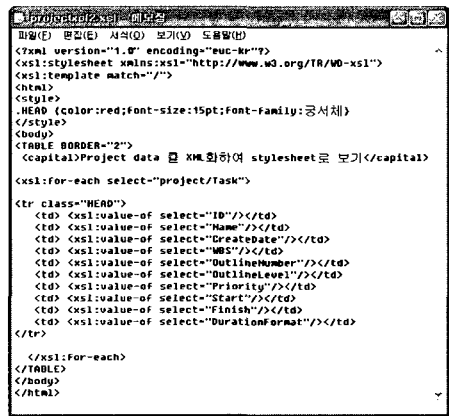 projectxsl2.xsl - 메모장
파일(F) 편집(E) 서식(O) 보기(V) 도움말(H)
<?xml version="1.0" encoding="euc-kr"?>
<xsl:stylesheet xmlns:xsl="http://www.w3.org/TR/WD-xsl">
<xsl:template match="/">
<html>
<style>
.HEAD {color:red;font-size:15pt;font-family:궁서체}
</style>
<body>
<TABLE BORDER="2">
<capital>Project data 를 XML화하여 stylesheet로 보기</capital>
<xsl:for-each select="project/Task">
<tr class="HEAD">
<td> <xsl:value-of select="ID"/></td>
<td> <xsl:value-of select="Name"/></td>
<td> <xsl:value-of select="CreateDate"/></td>
<td> <xsl:value-of select="WBS"/></td>
<td> <xsl:value-of select="OutlineNumber"/></td>
<td> <xsl:value-of select="OutlineLevel"/></td>
<td> <xsl:value-of select="Priority"/></td>
<td> <xsl:value-of select="Start"/></td>
<td> <xsl:value-of select="Finish"/></td>
<td> <xsl:value-of select="DurationFormat"/></td>
</tr>
</xsl:for-each>
</TABLE>
</body>
</html>